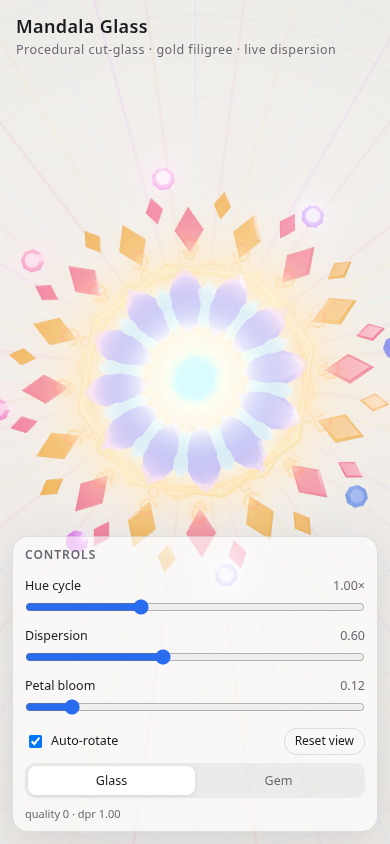 Mandala Glass
Procedural cut-glass · gold filigree · live dispersion
CONTROLS
Hue cycle 1.00×
Dispersion 0.60
Petal bloom 0.12
Auto-rotate Reset view
Glass Gem
quality 0 · dpr 1.00